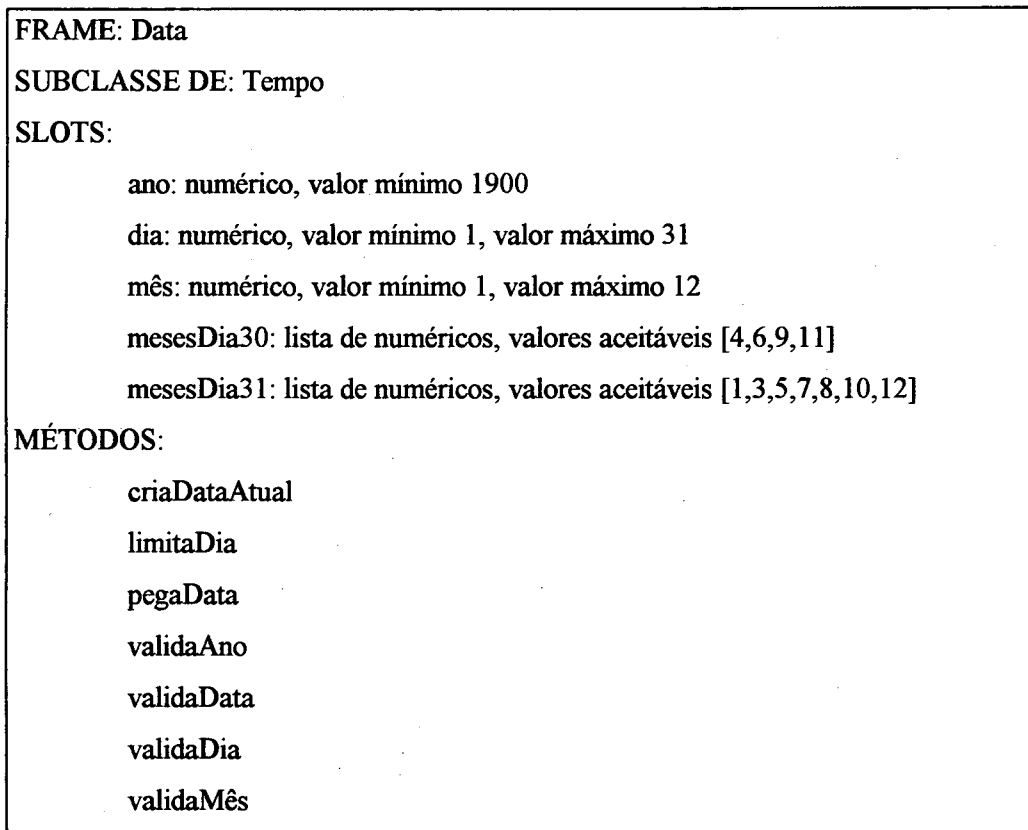 FRAME: Data
SUBCLASSE DE: Tempo
SLOTS:
ano: numérico, valor mínimo 1900
dia: numérico, valor mínimo 1, valor máximo 31
mês: numérico, valor mínimo 1, valor máximo 12
mesesDia30: lista de numéricos, valores aceitáveis [4,6,9,11]
mesesDia31: lista de numéricos, valores aceitáveis [1,3,5,7,8,10,12]
MÉTODOS:
criaDataAtual
limitaDia
pegaData
validaAno
validaData
validaDia
validaMês